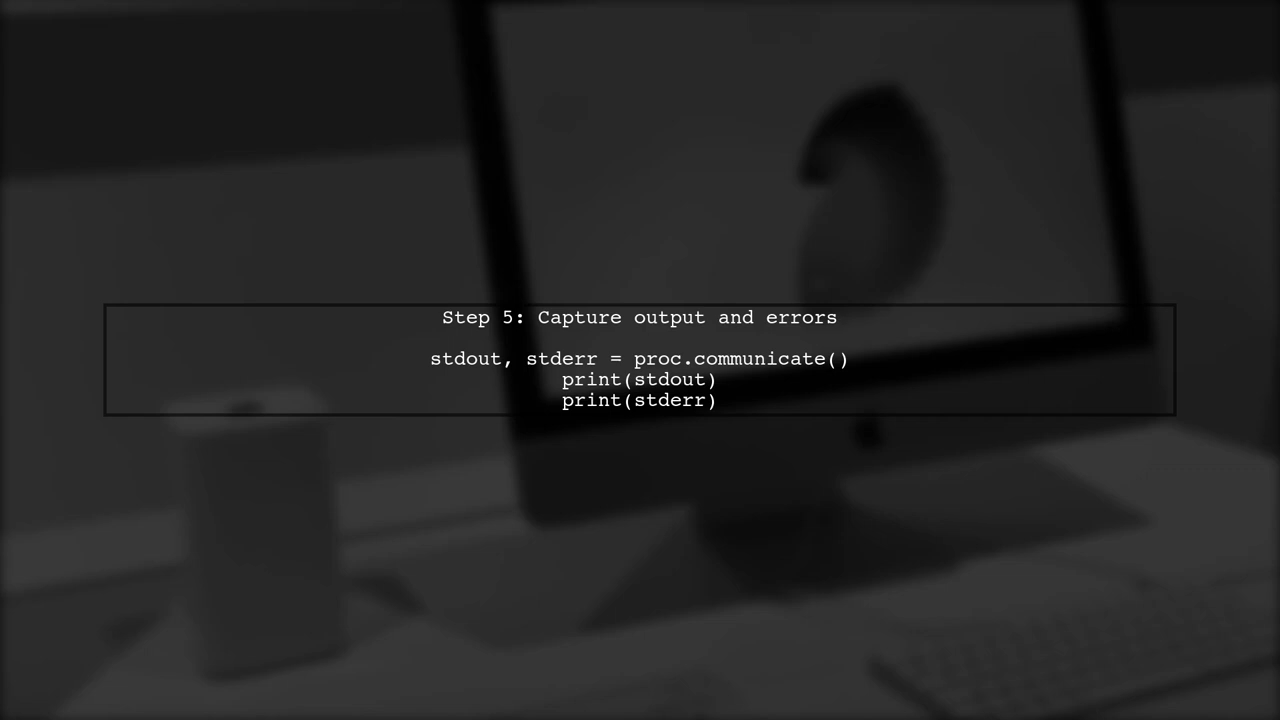 Step 5: Capture output and errors
stdout, stderr = proc.communicate()
print(stdout)
print(stderr)